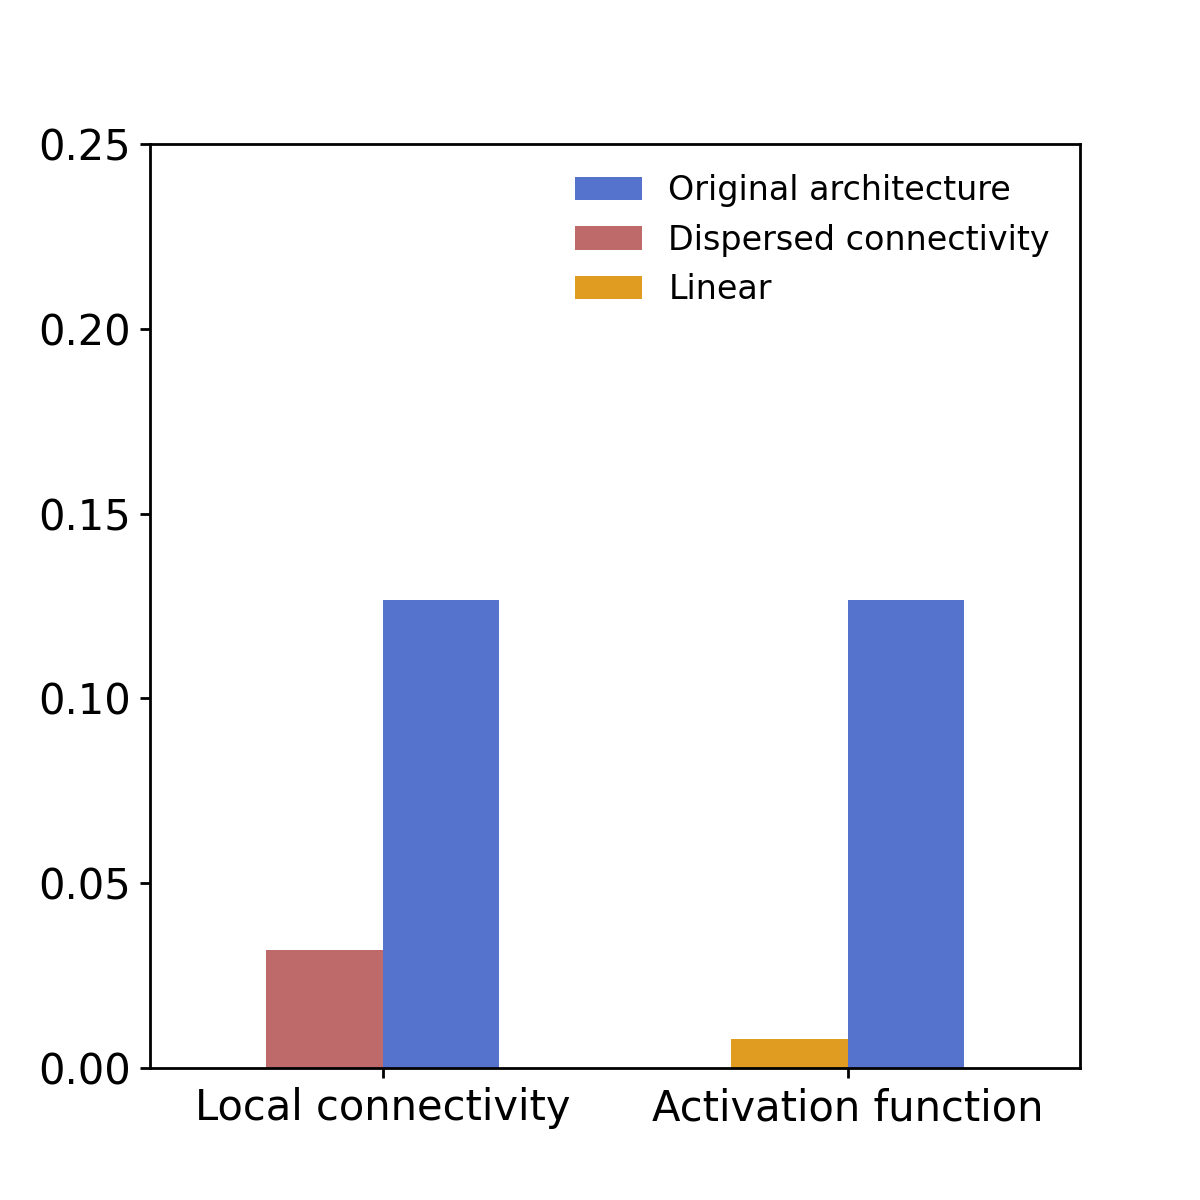 0.25
0.20
0.15
0.10
0.05
0.00
Original architecture
Dispersed connectivity
Linear
Local connectivity
Activation function